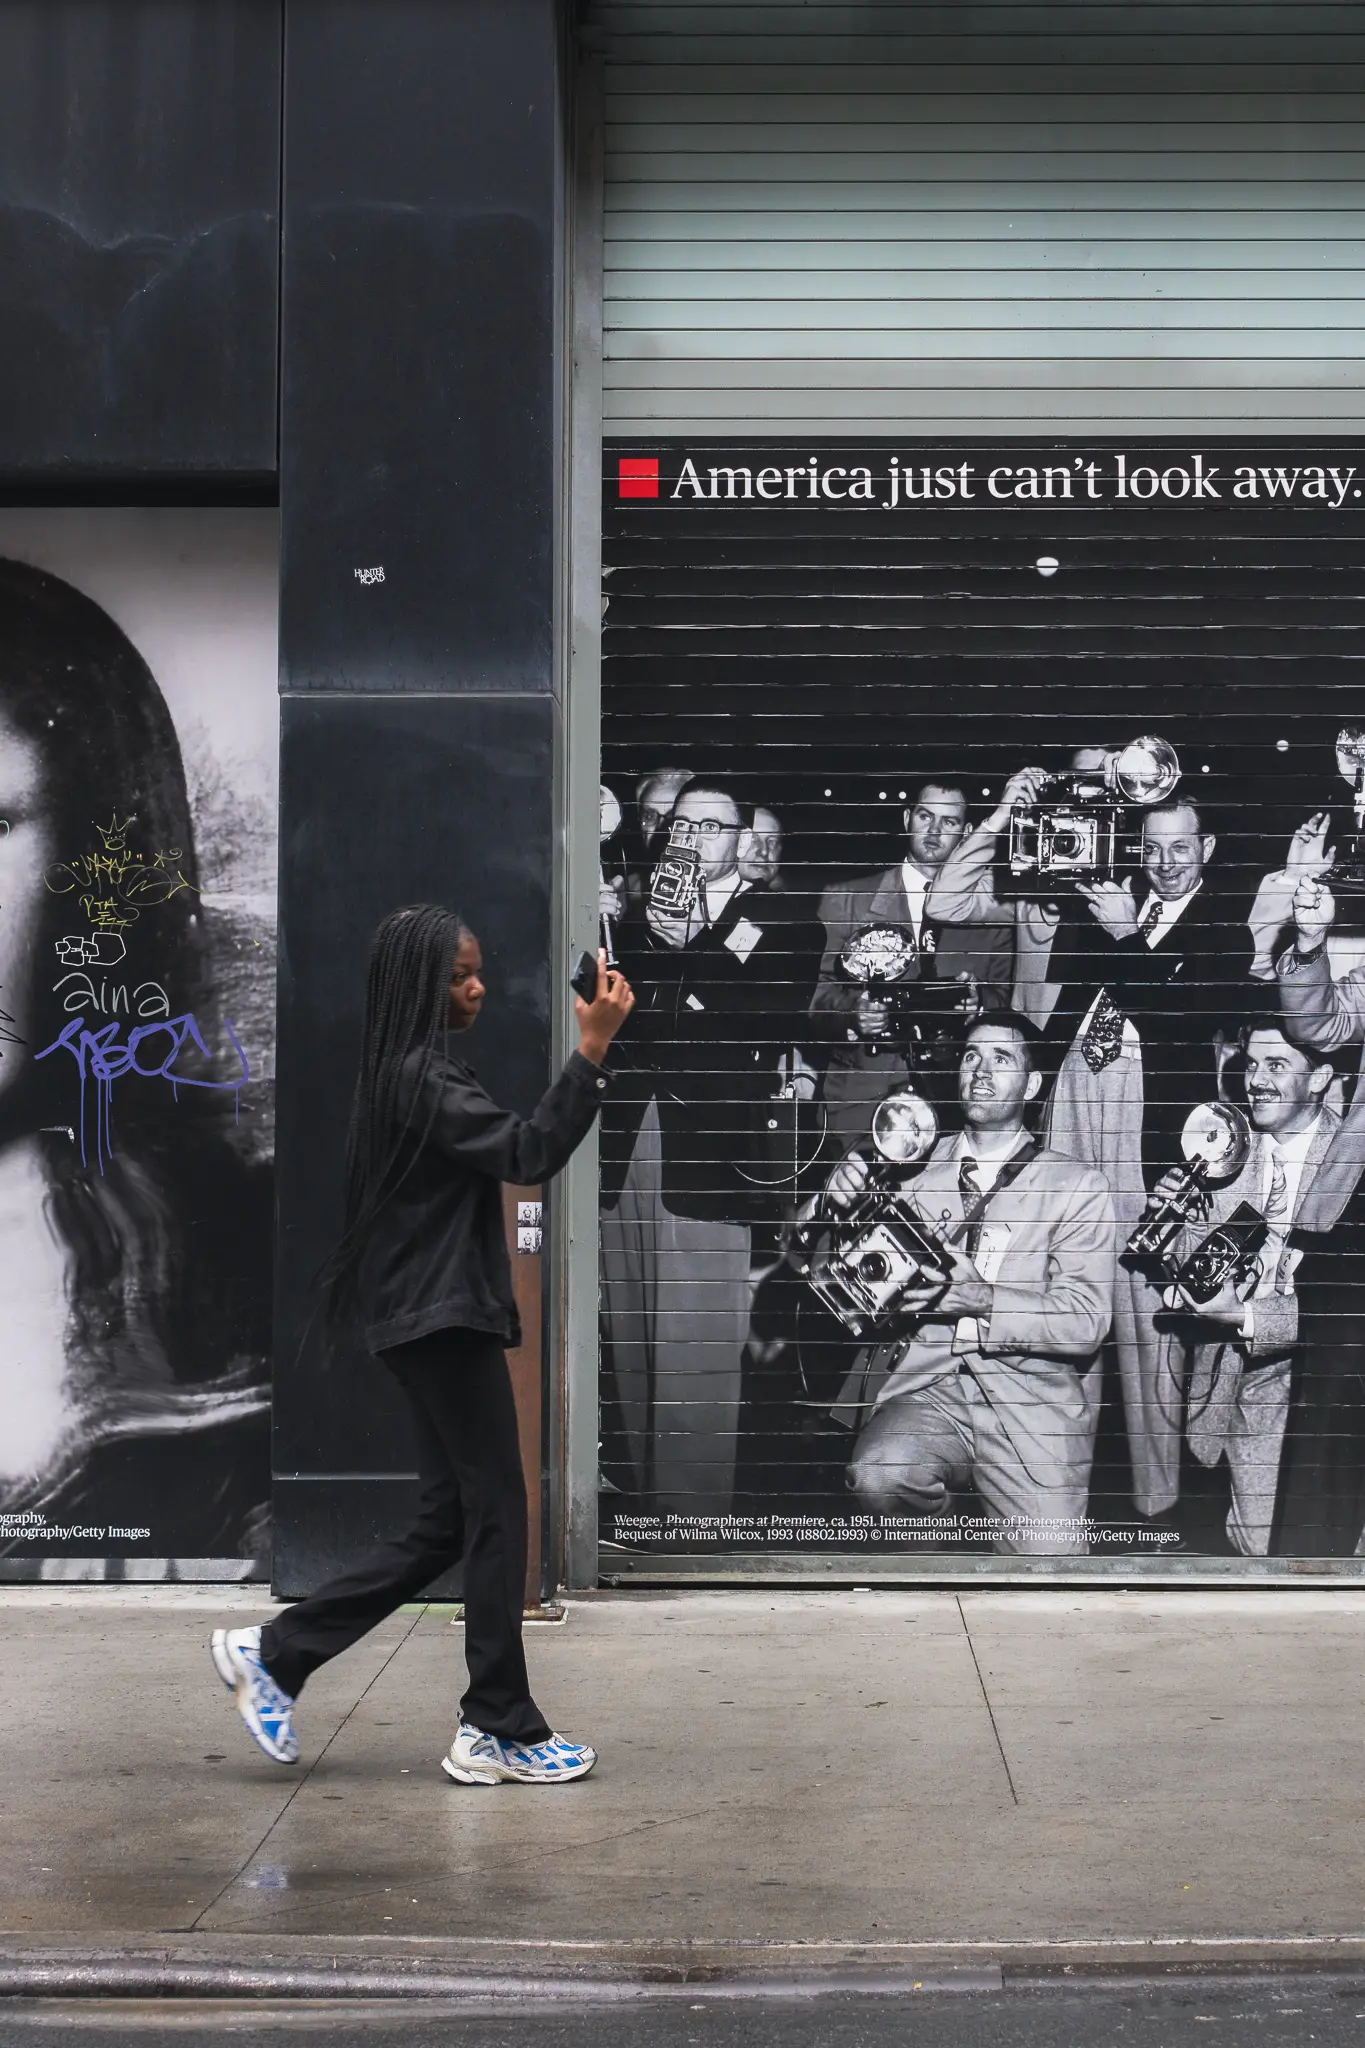 America just can't look away.
HUNTER
ROAD
aina
ography,
hotography/Getty Images
Weegee, Photographers at Premiere, ca. 1951. International Center of Photography,
Bequest of Wilma Wilcox, 1993 (18802.1993) © International Center of Photography/Getty Images